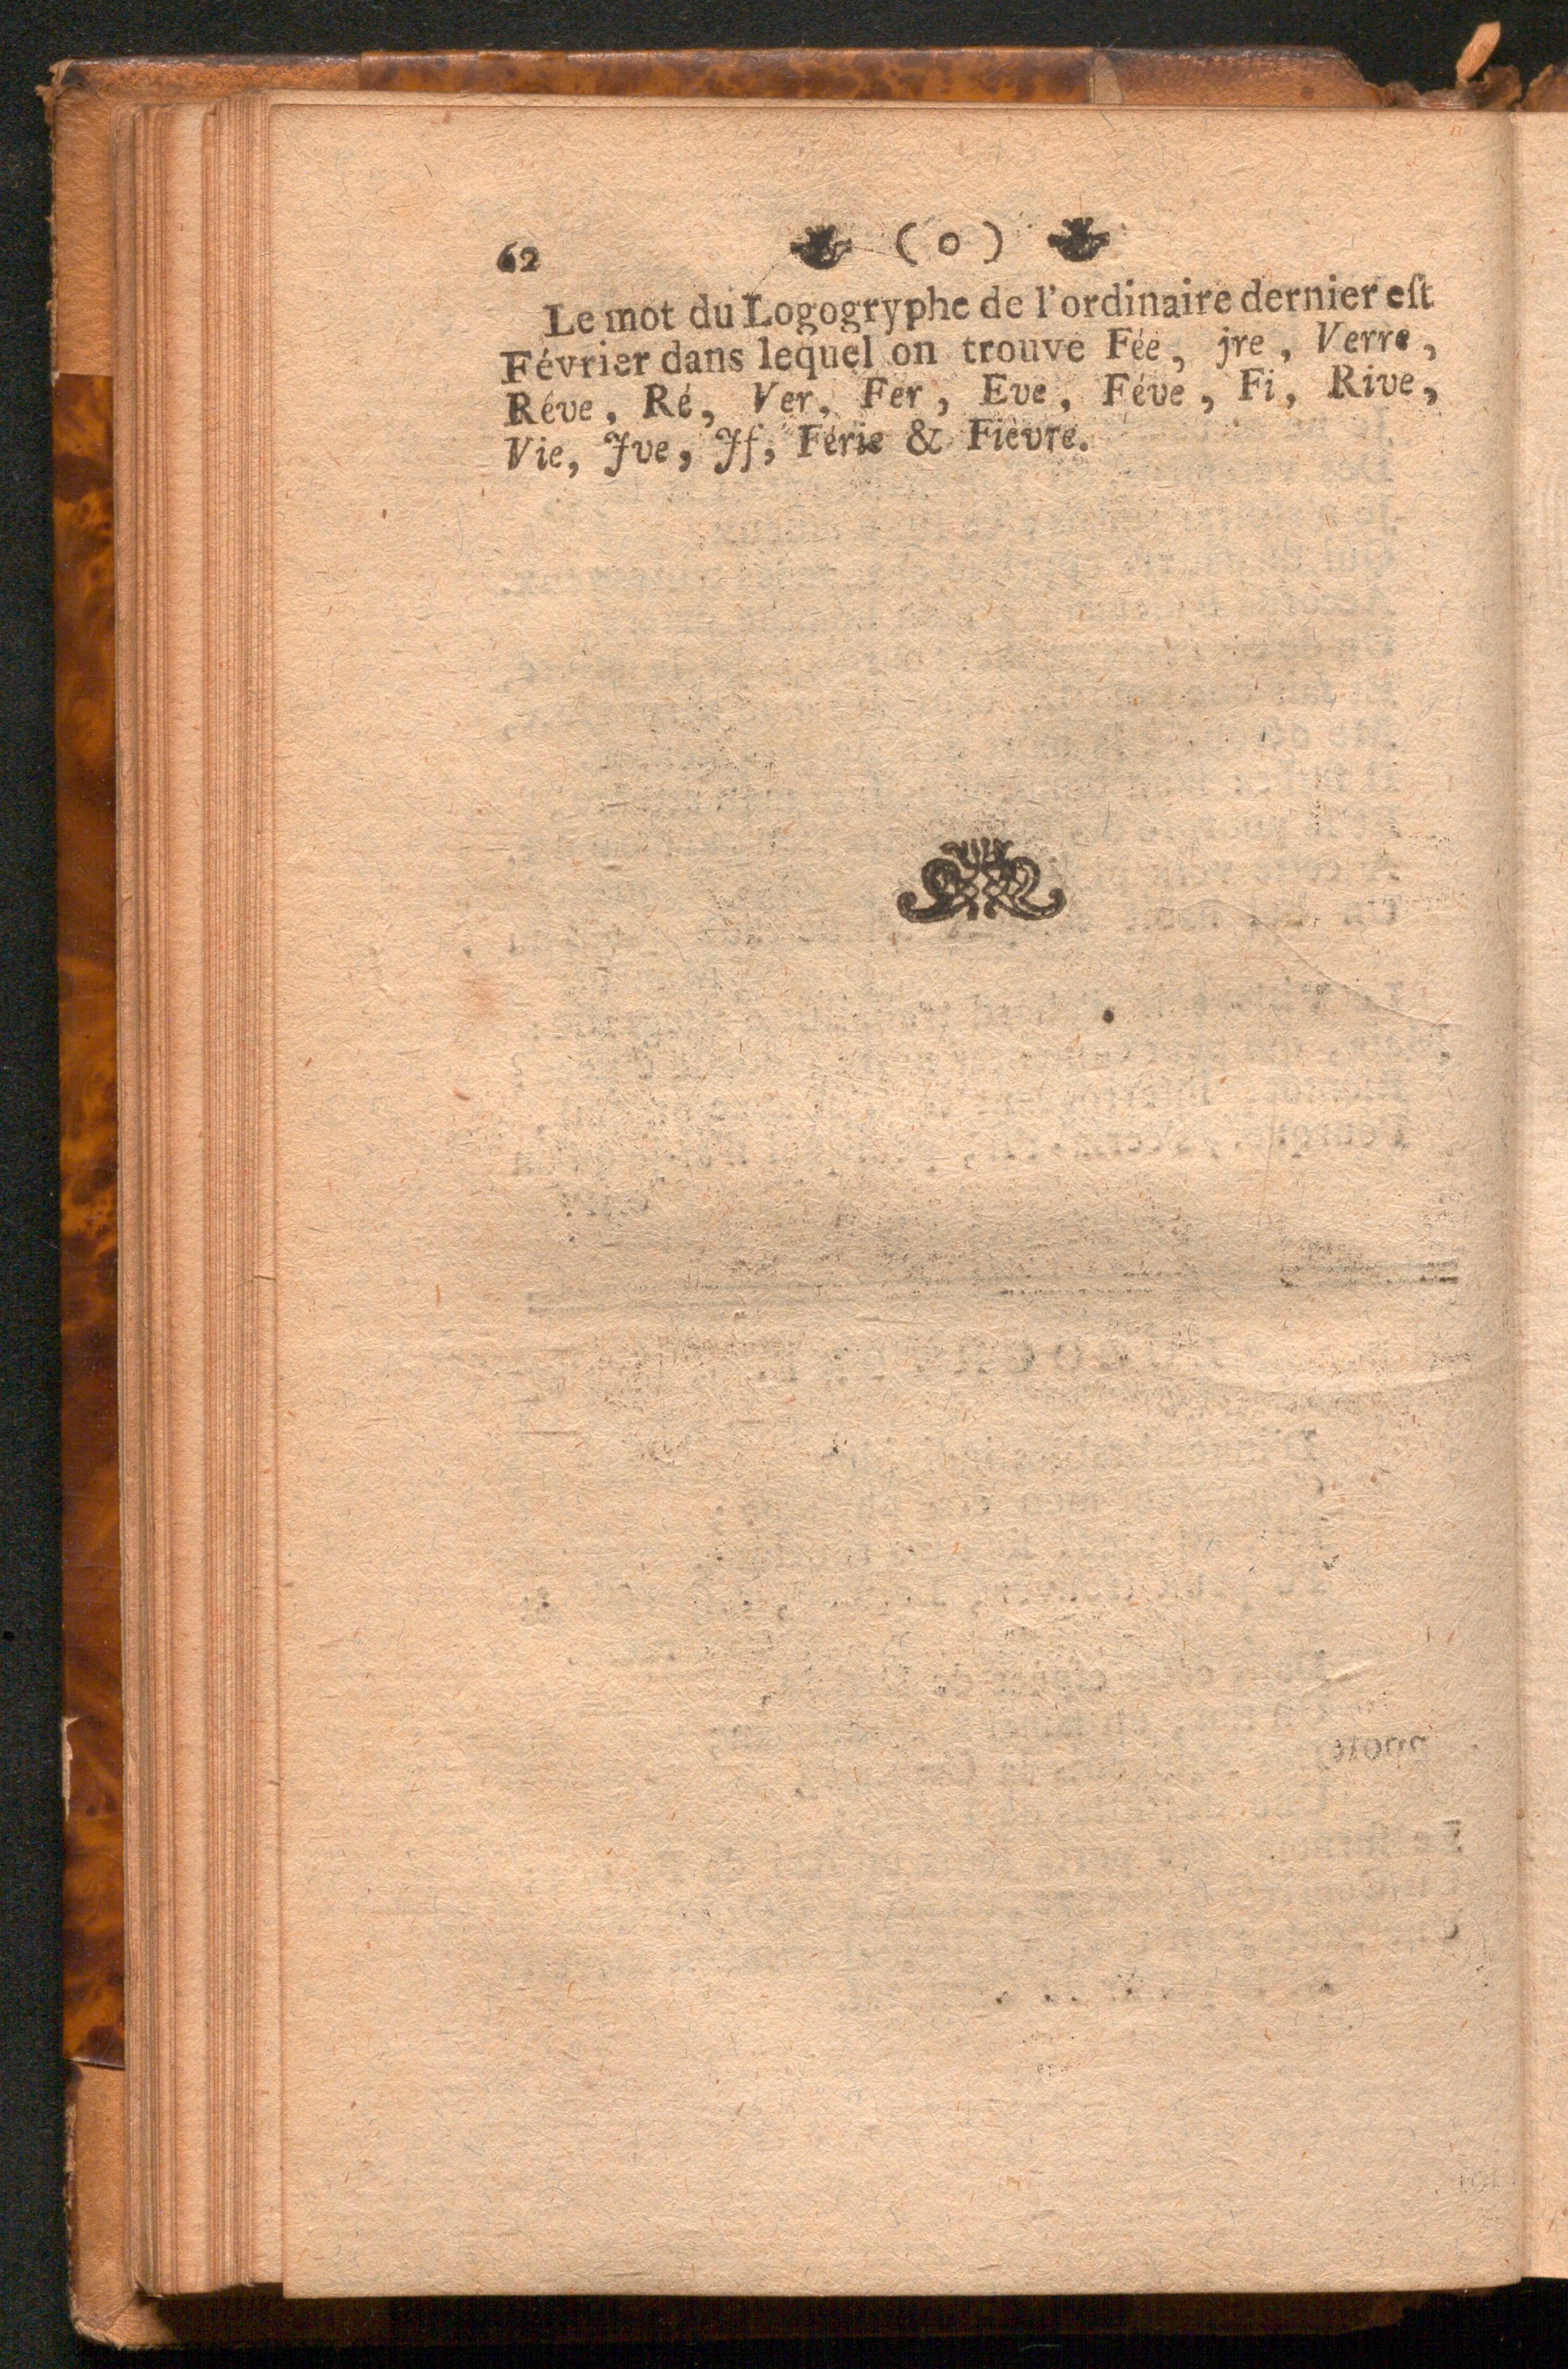 62 ( o )
Le mot du Logogryphe de l'ordinaire dernier eſt
Février dans lequel on trouve Fée, jre, Verre,
Réve, Ré, Ver, Fer, Eve, Féve, Fi, Rive,
Vie, Jve, Jf, Férie & Fiévre.